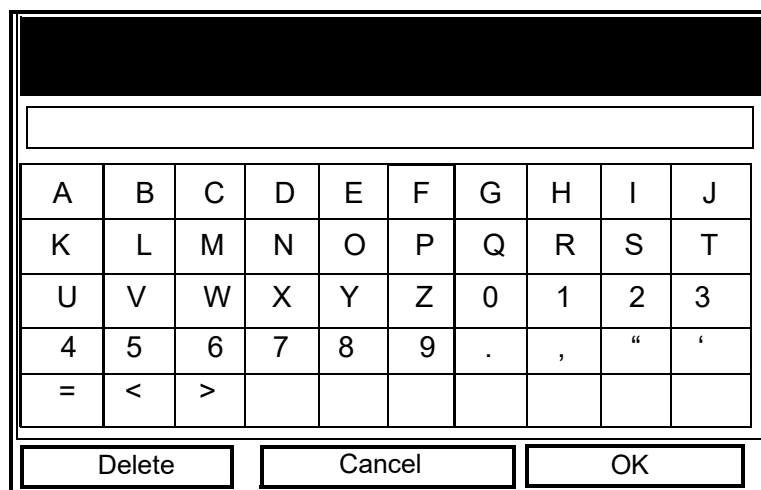 A B C D E F G H I J
K L M N O P Q R S T
U V W X Y Z 0 1 2 3
4 5 6 7 8 9 . , “ ‘
= < >
Delete Cancel OK